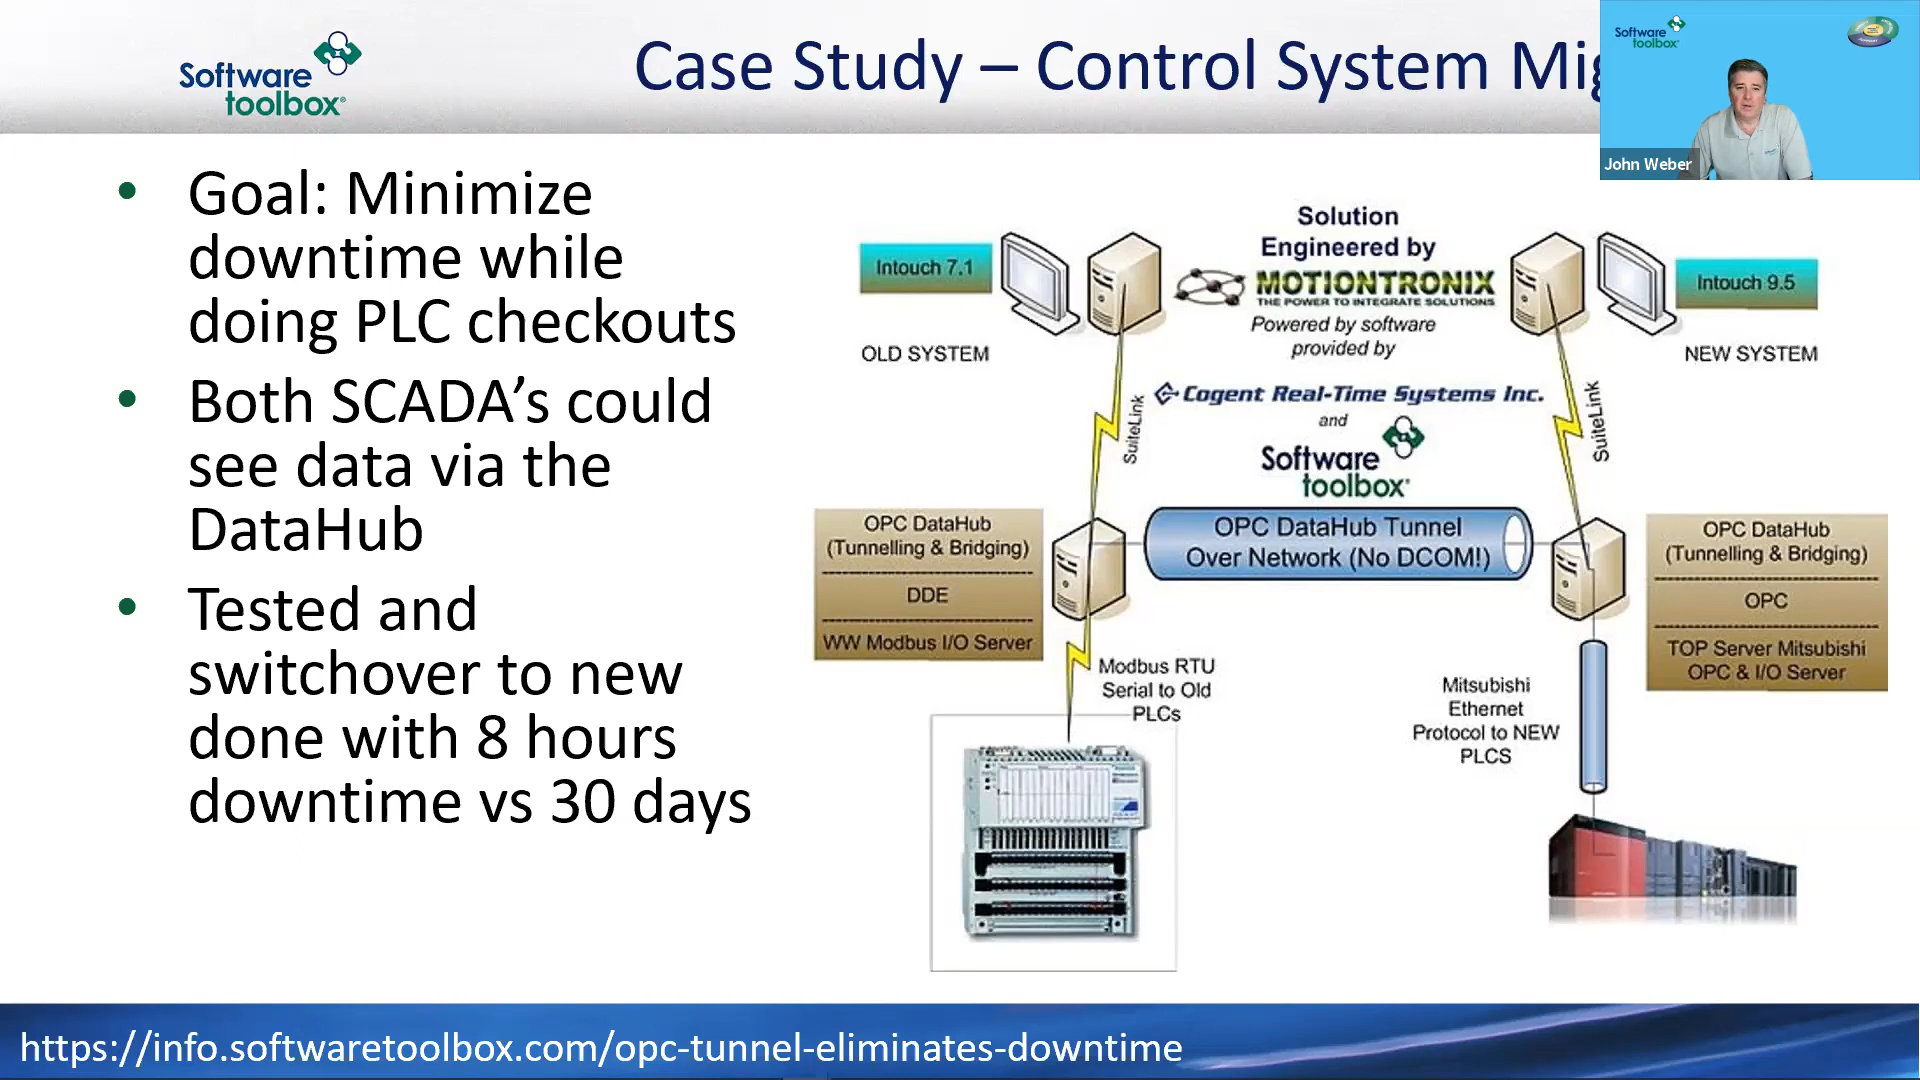 Software
toolbox®
Case Study – Control System Mig
Software
toolbox
John Weber
• Goal: Minimize
downtime while
doing PLC checkouts
• Both SCADA’s could
see data via the
DataHub
• Tested and
switchover to new
done with 8 hours
downtime vs 30 days
Solution
Engineered by
MOTIONTRONIX
THE POWER TO INTEGRATE SOLUTIONS
Powered by software
provided by
Cogent Real-Time Systems Inc.
and
Software
toolbox®
Intouch 7.1
OLD SYSTEM
Intouch 9.5
NEW SYSTEM
SuiteLink
SuiteLink
OPC DataHub
(Tunnelling & Bridging)
DDE
WW Modbus I/O Server
OPC DataHub Tunnel
Over Network (No DCOM!)
OPC DataHub
(Tunnelling & Bridging)
OPC
TOP Server Mitsubishi
OPC & I/O Server
Modbus RTU
Serial to Old
PLCs
Mitsubishi
Ethernet
Protocol to NEW
PLCS
https://info.softwaretoolbox.com/opc-tunnel-eliminates-downtime